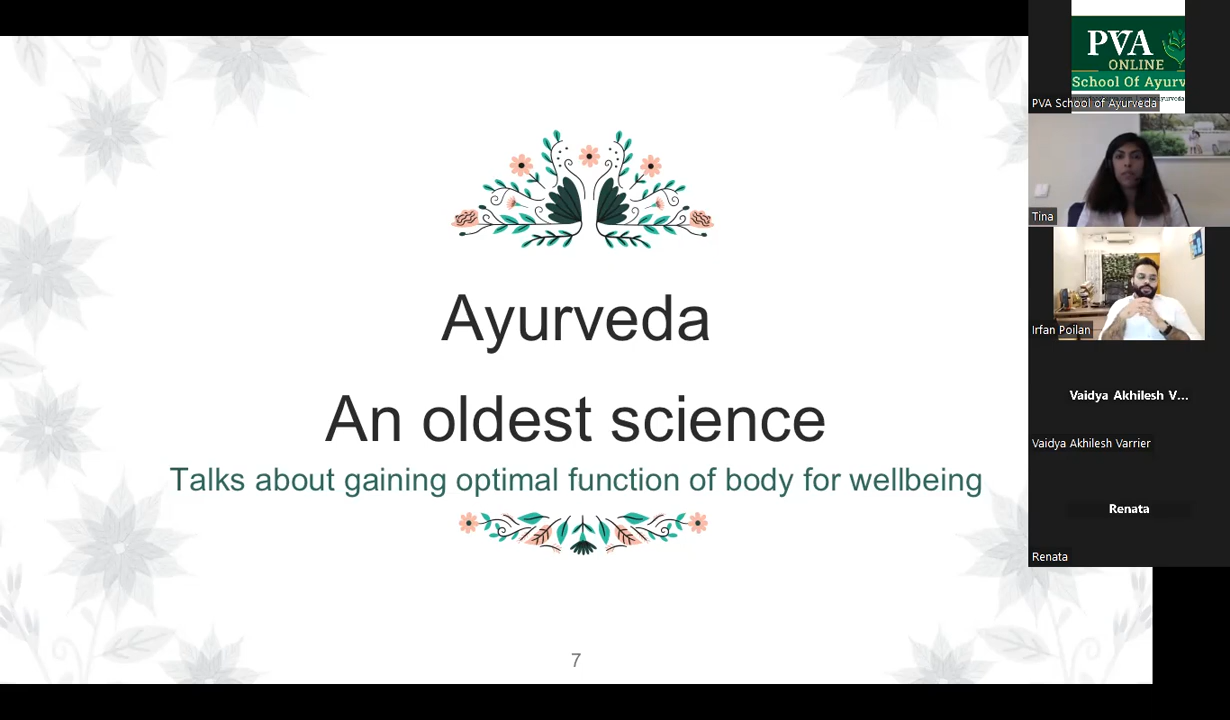 Ayurveda
An oldest science
Talks about gaining optimal function of body for wellbeing
7
PVA
ONLINE
School Of Ayurv
PVA School of Ayurveda
Tina
Irfan Poilan
Vaidya Akhilesh V...
Vaidya Akhilesh Varrier
Renata
Renata